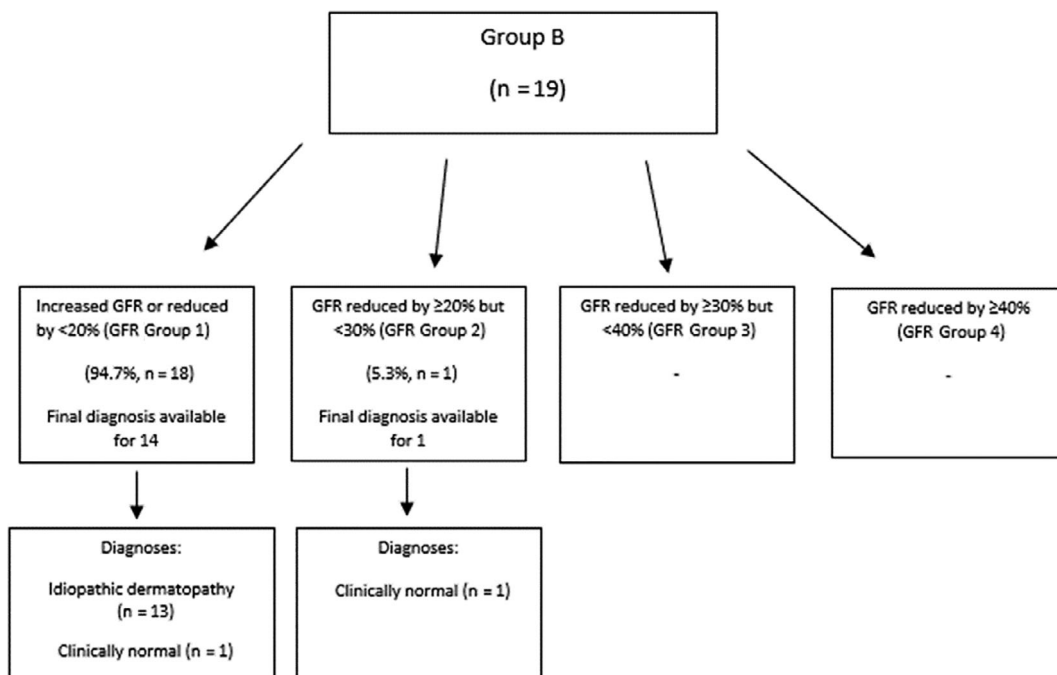 Group B
(n = 19)
Increased GFR or reduced
by <20% (GFR Group 1)
(94.7%, n = 18)
Final diagnosis available
for 14
GFR reduced by ≥20% but
<30% (GFR Group 2)
(5.3%, n = 1)
Final diagnosis available
for 1
GFR reduced by ≥30% but
<40% (GFR Group 3)
-
GFR reduced by ≥40%
(GFR Group 4)
-
Diagnoses:
Idiopathic dermatopathy
(n = 13)
Clinically normal (n = 1)
Diagnoses:
Clinically normal (n = 1)